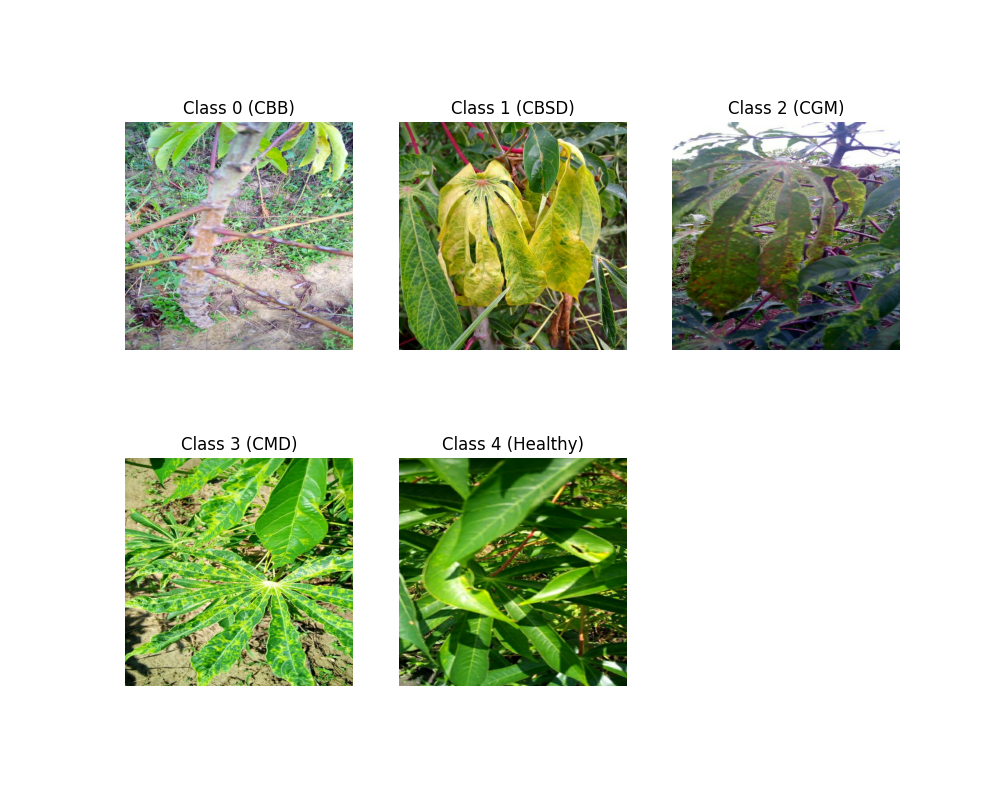 Class 0 (CBB)
Class 1 (CBSD)
Class 2 (CGM)
Class 3 (CMD)
Class 4 (Healthy)